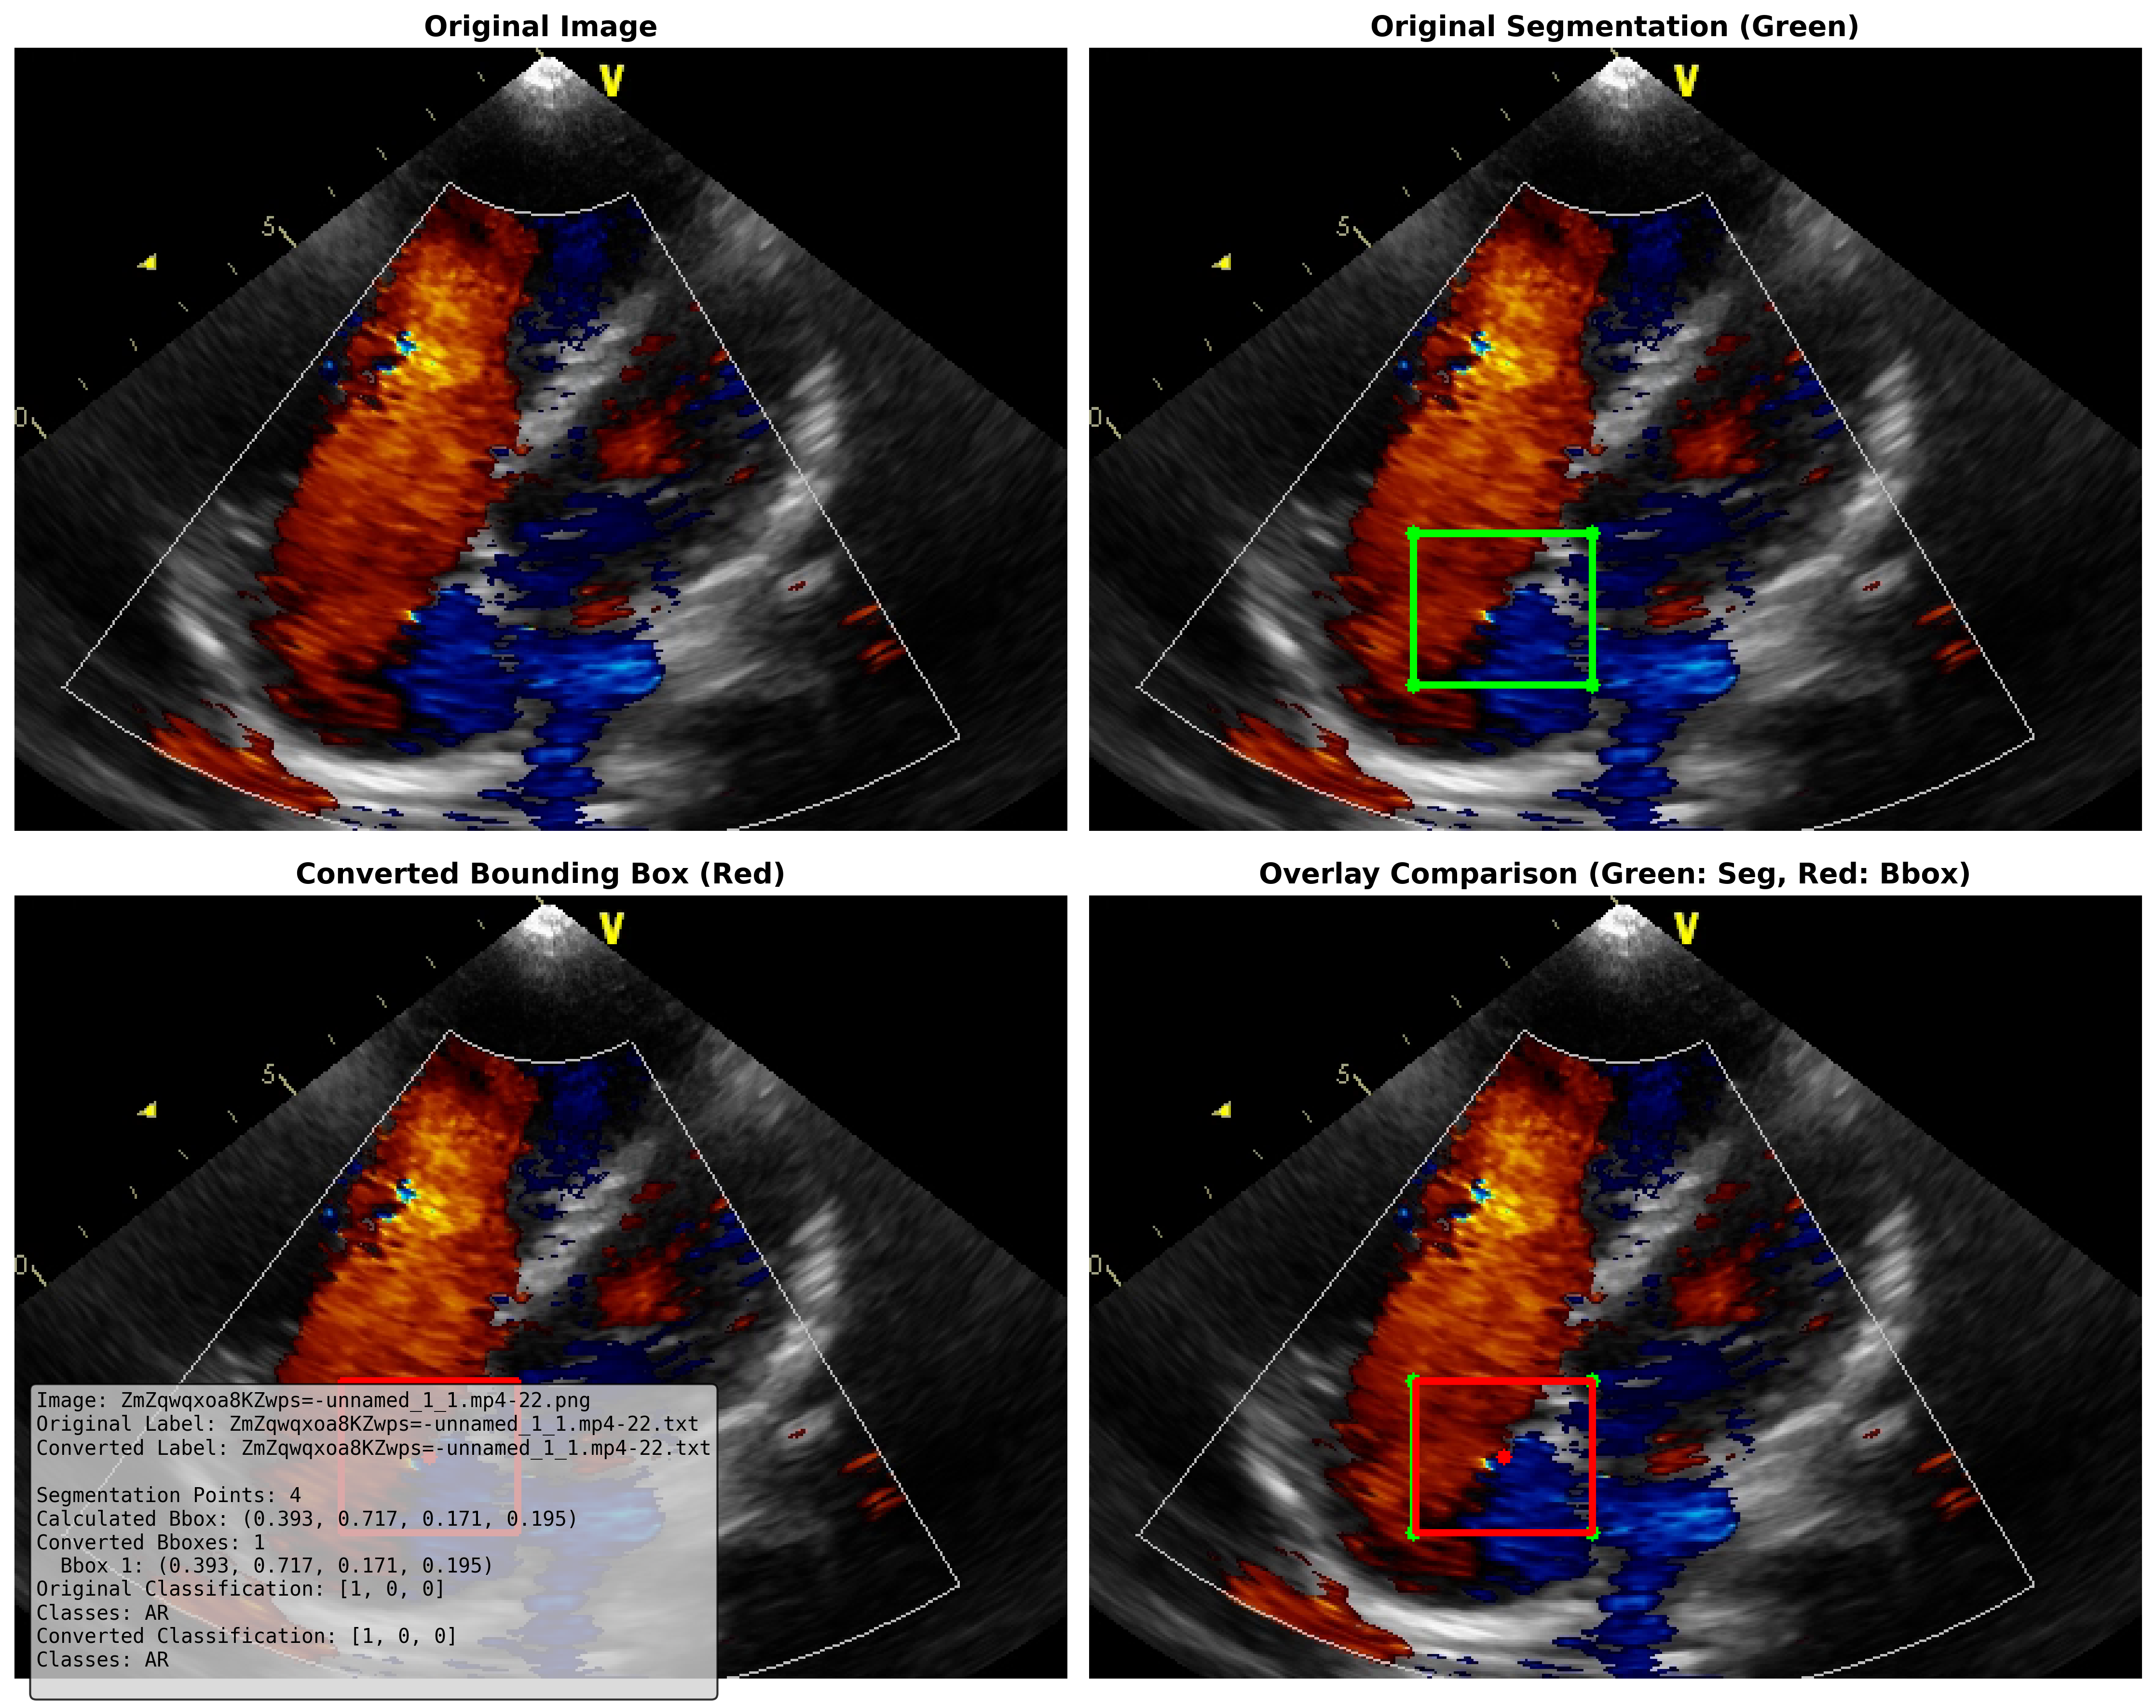 Original Image
Original Segmentation (Green)
V
5
0
V
5
0
Converted Bounding Box (Red)
Overlay Comparison (Green: Seg, Red: Bbox)
V
5
0
V
5
0
Image: ZmZqwqxoa8KZwps=-unnamed_1_1.mp4-22.png
Original Label: ZmZqwqxoa8KZwps=-unnamed_1_1.mp4-22.txt
Converted Label: ZmZqwqxoa8KZwps=-unnamed_1_1.mp4-22.txt
Segmentation Points: 4
Calculated Bbox: (0.393, 0.717, 0.171, 0.195)
Converted Bboxes: 1
Bbox 1: (0.393, 0.717, 0.171, 0.195)
Original Classification: [1, 0, 0]
Classes: AR
Converted Classification: [1, 0, 0]
Classes: AR